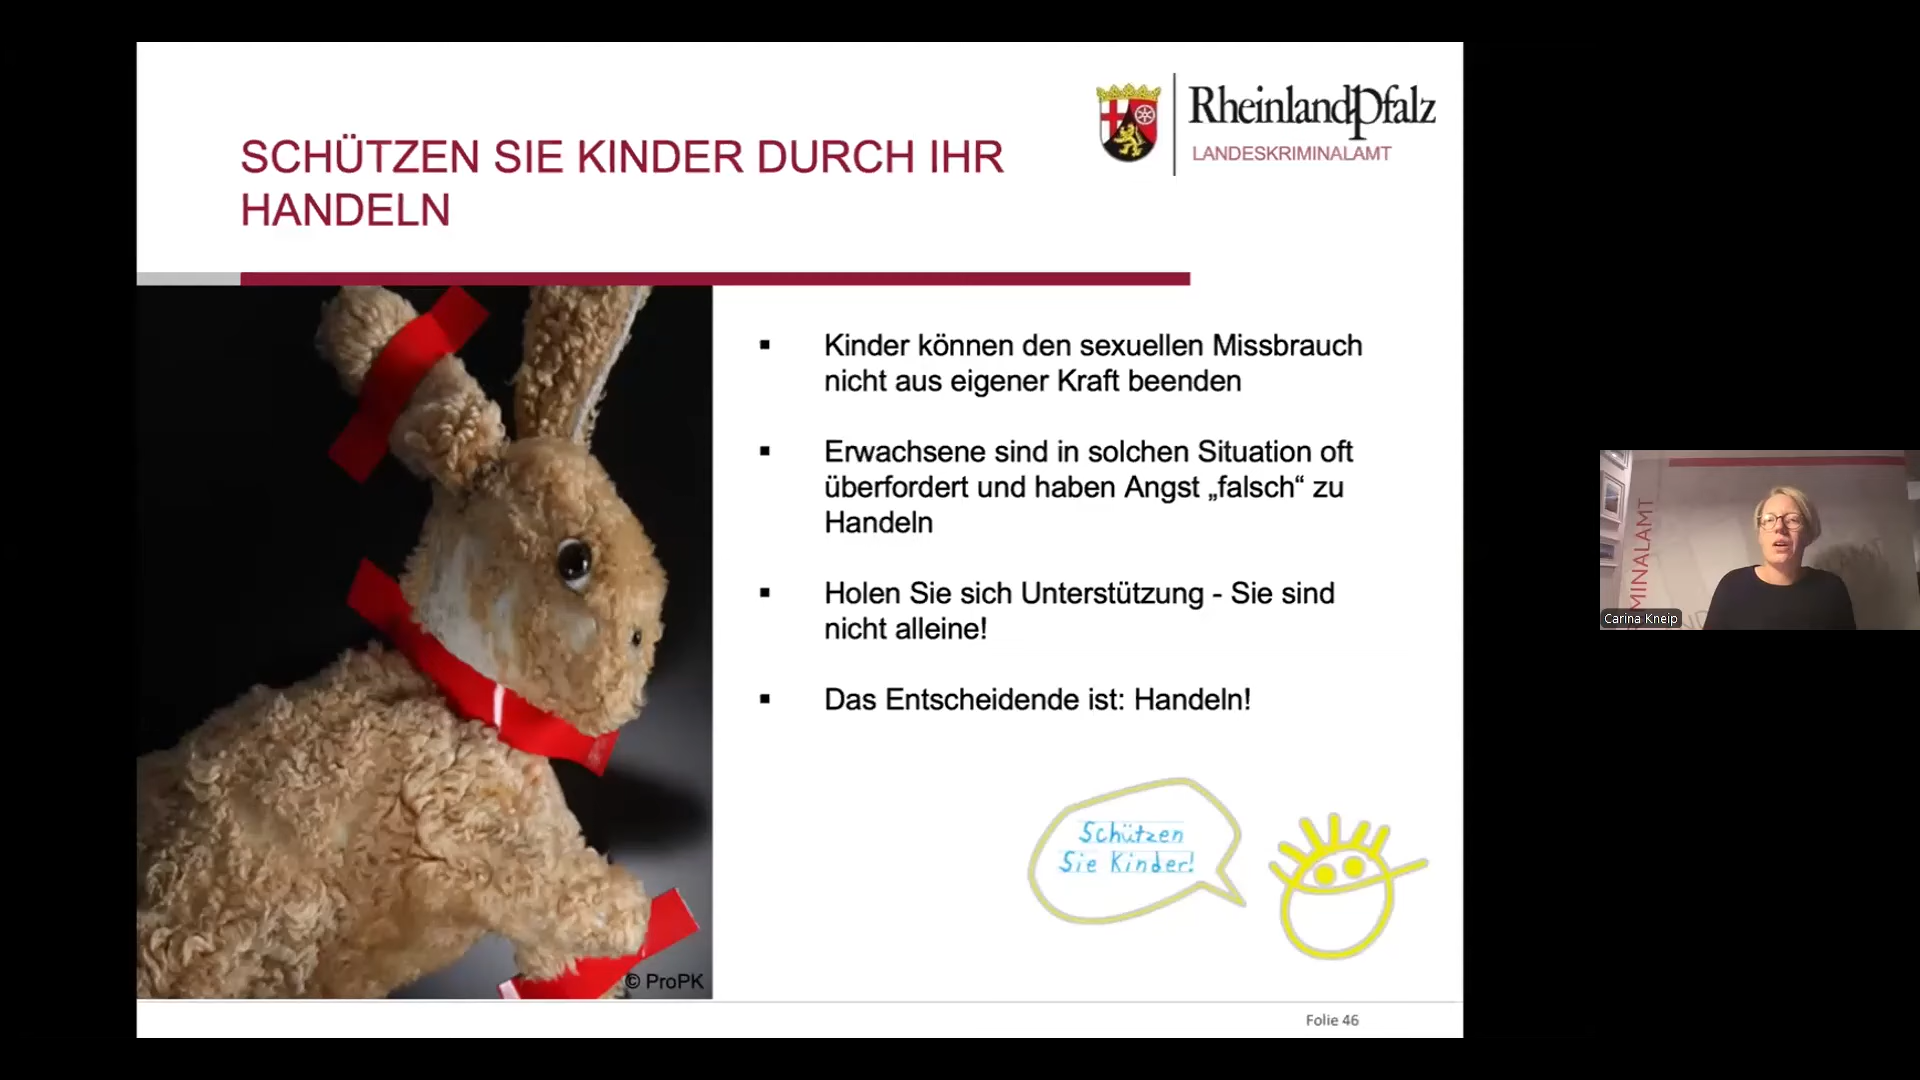 SCHÜTZEN SIE KINDER DURCH IHR
HANDELN
RheinlandPfalz
LANDESKRIMINALAMT
▪ Kinder können den sexuellen Missbrauch
nicht aus eigener Kraft beenden
▪ Erwachsene sind in solchen Situation oft
überfordert und haben Angst „falsch“ zu
Handeln
▪ Holen Sie sich Unterstützung - Sie sind
nicht alleine!
▪ Das Entscheidende ist: Handeln!
Schützen
Sie Kinder!
© ProPK
Folie 46
MINALAMT
Carina Kneip